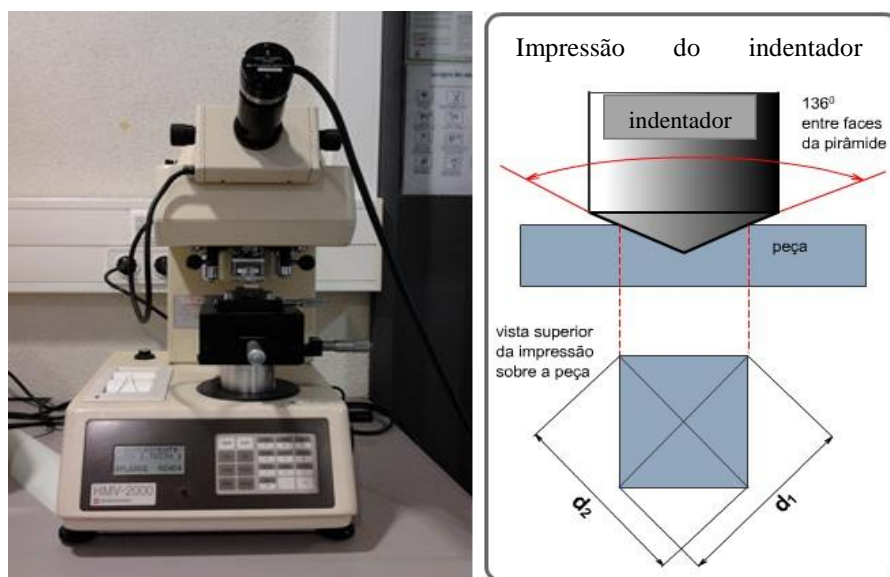 HMV-2000
Impressão do indentador
indentador
136⁰
entre faces
da pirâmide
peça
vista superior
da impressão
sobre a peça
d₂
d₁